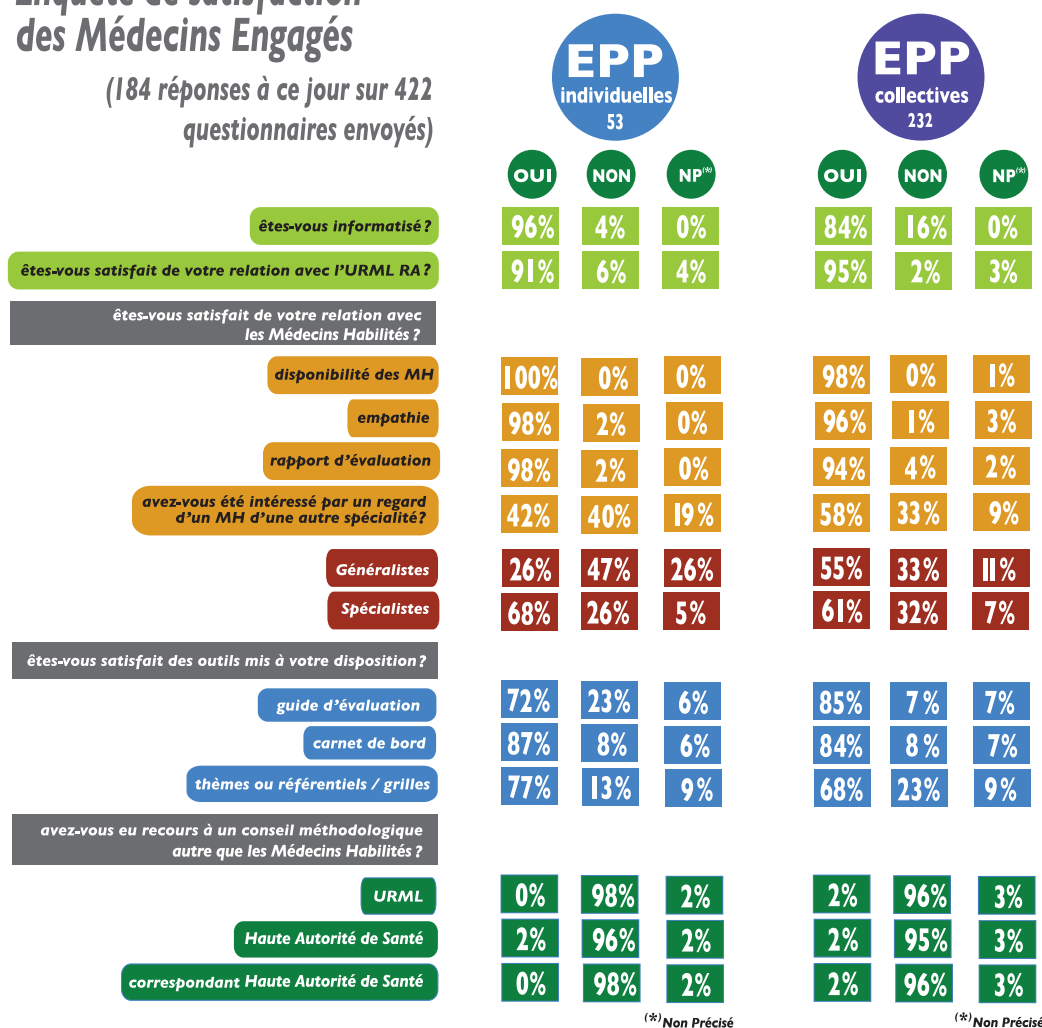 Enquête de satisfaction
des Médecins Engagés
(184 réponses à ce jour sur 422
questionnaires envoyés)
EPP
individuelles
53
EPP
collectives
232
OUI NON NP(*) OUI NON NP(*)
êtes-vous informatisé ? 96% 4% 0% 84% 16% 0%
êtes-vous satisfait de votre relation avec l'URML RA ? 91% 6% 4% 95% 2% 3%
êtes-vous satisfait de votre relation avec
les Médecins Habilités ?
disponibilité des MH 100% 0% 0% 98% 0% 1%
empathie 98% 2% 0% 96% 1% 3%
rapport d'évaluation 98% 2% 0% 94% 4% 2%
avez-vous été intéressé par un regard
d'un MH d'une autre spécialité? 42% 40% 19% 58% 33% 9%
Généralistes 26% 47% 26% 55% 33% 11%
Spécialistes 68% 26% 5% 61% 32% 7%
êtes-vous satisfait des outils mis à votre disposition ?
guide d'évaluation 72% 23% 6% 85% 7% 7%
carnet de bord 87% 8% 6% 84% 8% 7%
thèmes ou référentiels / grilles 77% 13% 9% 68% 23% 9%
avez-vous eu recours à un conseil méthodologique
autre que les Médecins Habilités ?
URML 0% 98% 2% 2% 96% 3%
Haute Autorité de Santé 2% 96% 2% 2% 95% 3%
correspondant Haute Autorité de Santé 0% 98% 2% 2% 96% 3%
(*) Non Précisé (*) Non Précisé